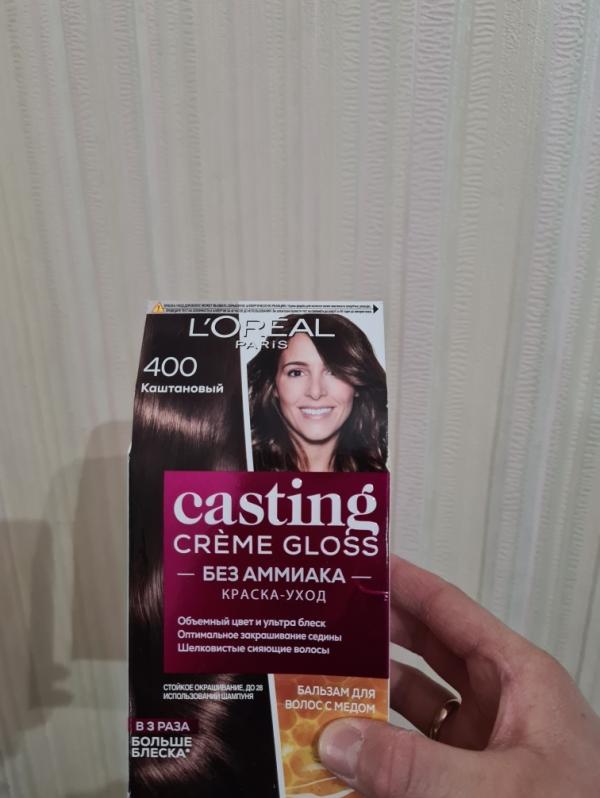 L'ORÉAL
PARIS
400
Каштановый
casting
CRÈME GLOSS
— БЕЗ АММИАКА —
КРАСКА-УХОД
Объемный цвет и ультра блеск
Оптимальное закрашивание седины
Шелковистые сияющие волосы
СТОЙКОЕ ОКРАШИВАНИЕ, ДО 28
ИСПОЛЬЗОВАНИЙ ШАМПУНЯ
БАЛЬЗАМ ДЛЯ
ВОЛОС С МЕДОМ
В 3 РАЗА
БОЛЬШЕ
БЛЕСКА*